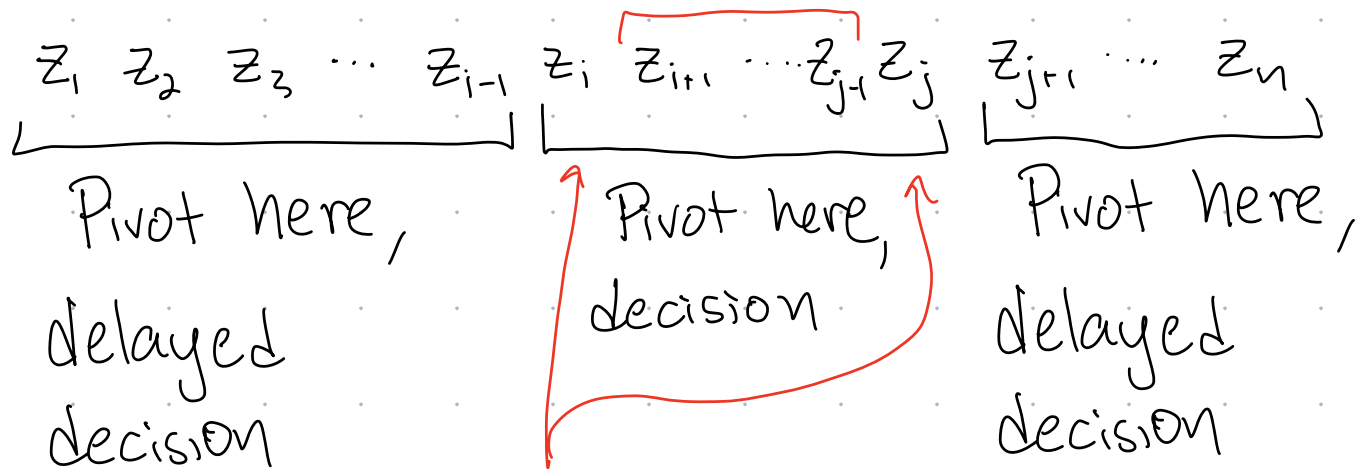 z₁ z₂ z₃ ⋯ zᵢ₋₁ zᵢ zᵢ₊₁ ⋯ zⱼ₋₁ zⱼ zⱼ₊₁ ⋯ zₙ
Pivot here, Pivot here, Pivot here,
delayed decision delayed
decision decision